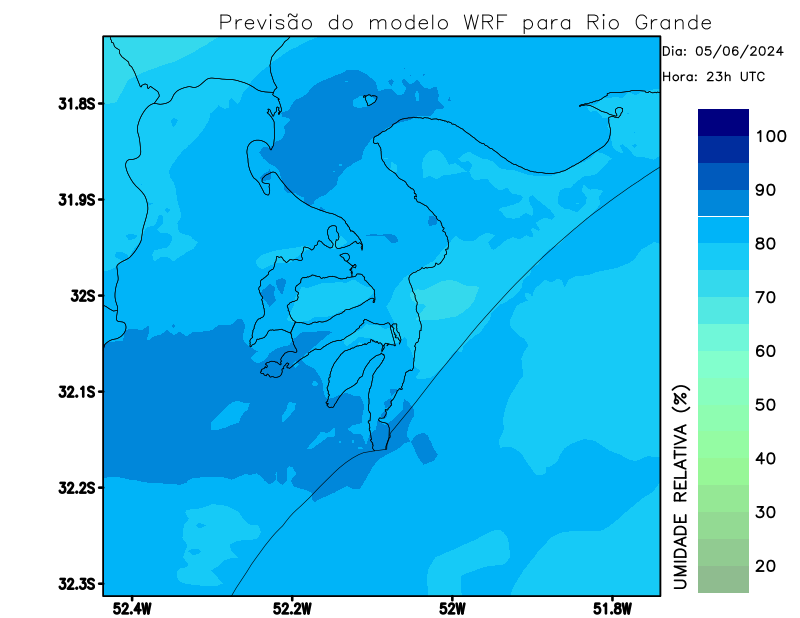 Previsão do modelo WRF para Rio Grande
Dia: 05/06/2024
Hora: 23h UTC
31.8S
31.9S
32S
32.1S
32.2S
32.3S
52.4W
52.2W
52W
51.8W
100
90
80
70
60
50
40
30
20
UMIDADE RELATIVA (%)